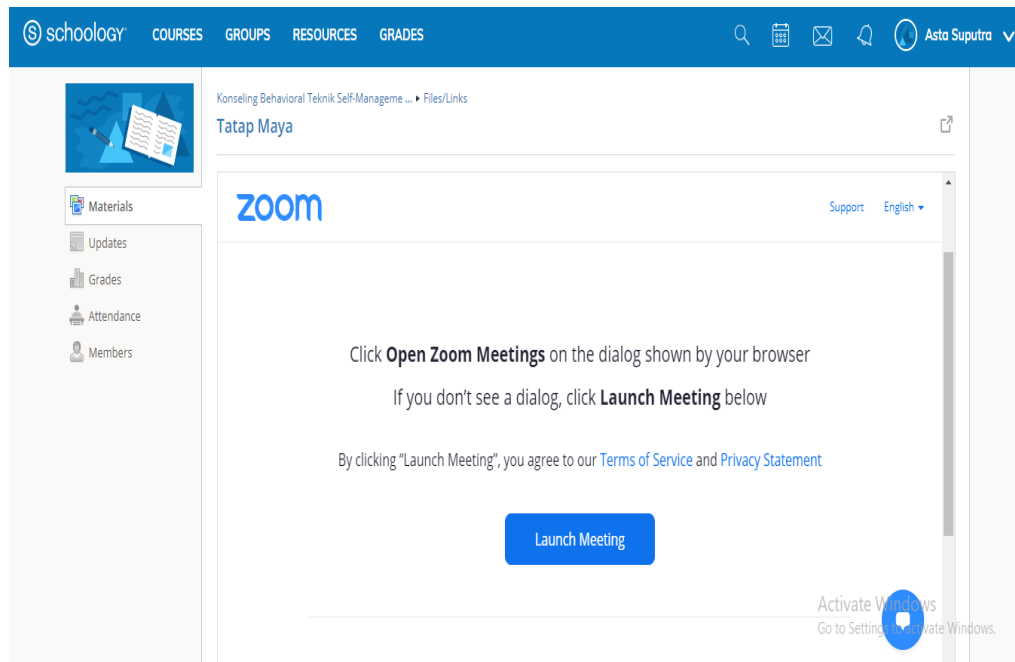 schoology COURSES GROUPS RESOURCES GRADES Asta Suputra
Konseling Behavioral Teknik Self-Manageme ... ▸ Files/Links
Tatap Maya
Materials
Updates
Grades
Attendance
Members
zoom Support English
Click Open Zoom Meetings on the dialog shown by your browser
If you don't see a dialog, click Launch Meeting below
By clicking “Launch Meeting”, you agree to our Terms of Service and Privacy Statement
Launch Meeting
Activate Windows
Go to Settings to activate Windows.